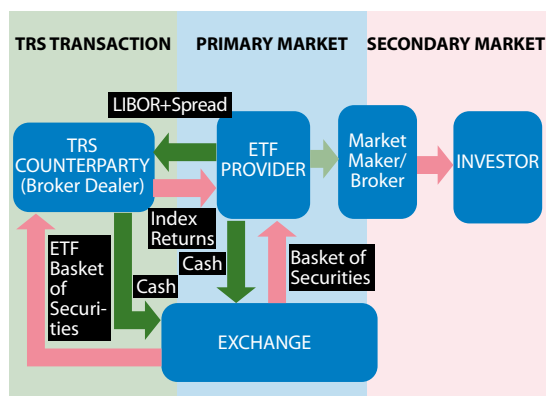 TRS TRANSACTION
PRIMARY MARKET
SECONDARY MARKET
LIBOR+Spread
TRS
COUNTERPARTY
(Broker Dealer)
ETF
PROVIDER
Market
Maker/
Broker
INVESTOR
Index
Returns
ETF
Basket
of
Securi-
ties
Cash
Cash
Basket of
Securities
EXCHANGE